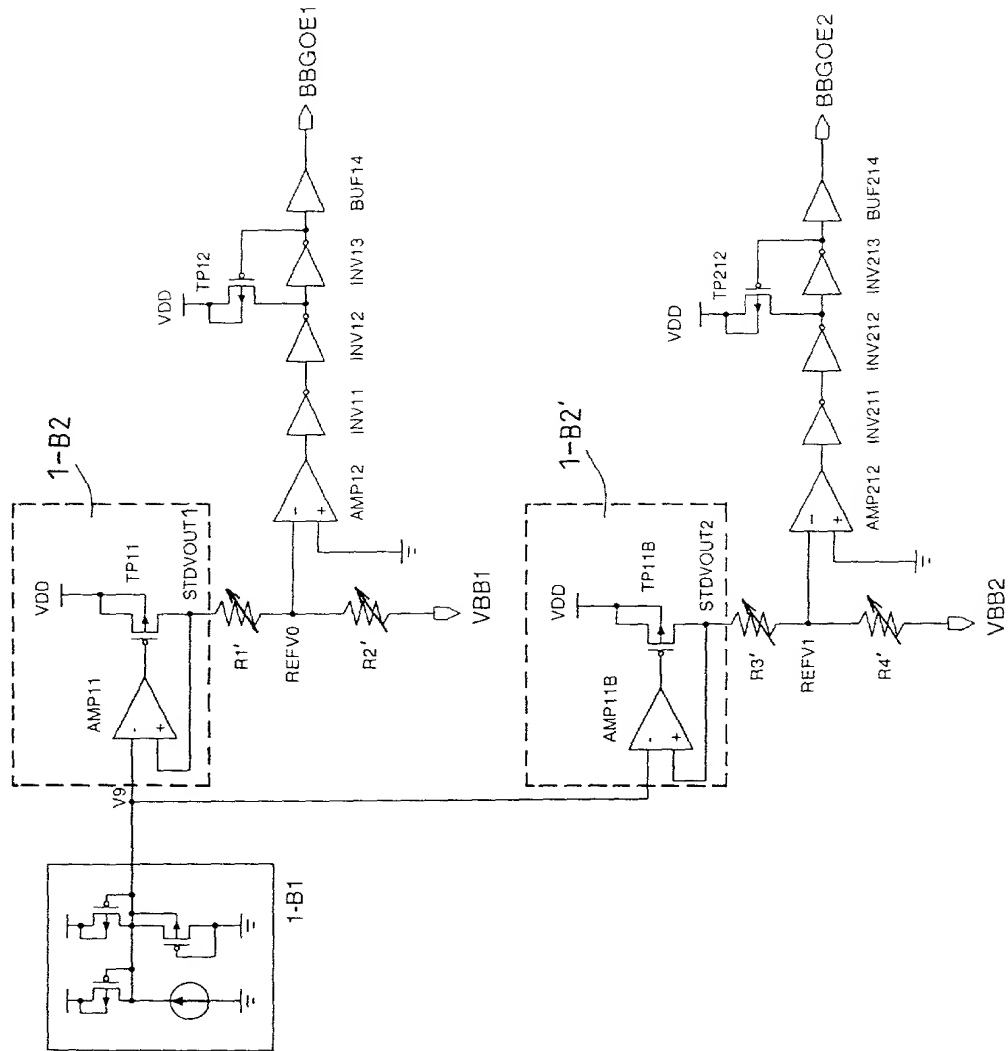 1-B1
V9
1-B2
VDD
AMP11
-
+
TP11
STDVOUT1
R1'
REFV0
R2'
VBB1
-
+
AMP12
INV11
INV12
VDD
TP12
INV13
BUF14
BBGOE1
1-B2'
VDD
AMP11B
-
+
TP11B
STDVOUT2
R3'
REFV1
R4'
VBB2
-
+
AMP212
INV211
INV212
VDD
TP212
INV213
BUF214
BBGOE2